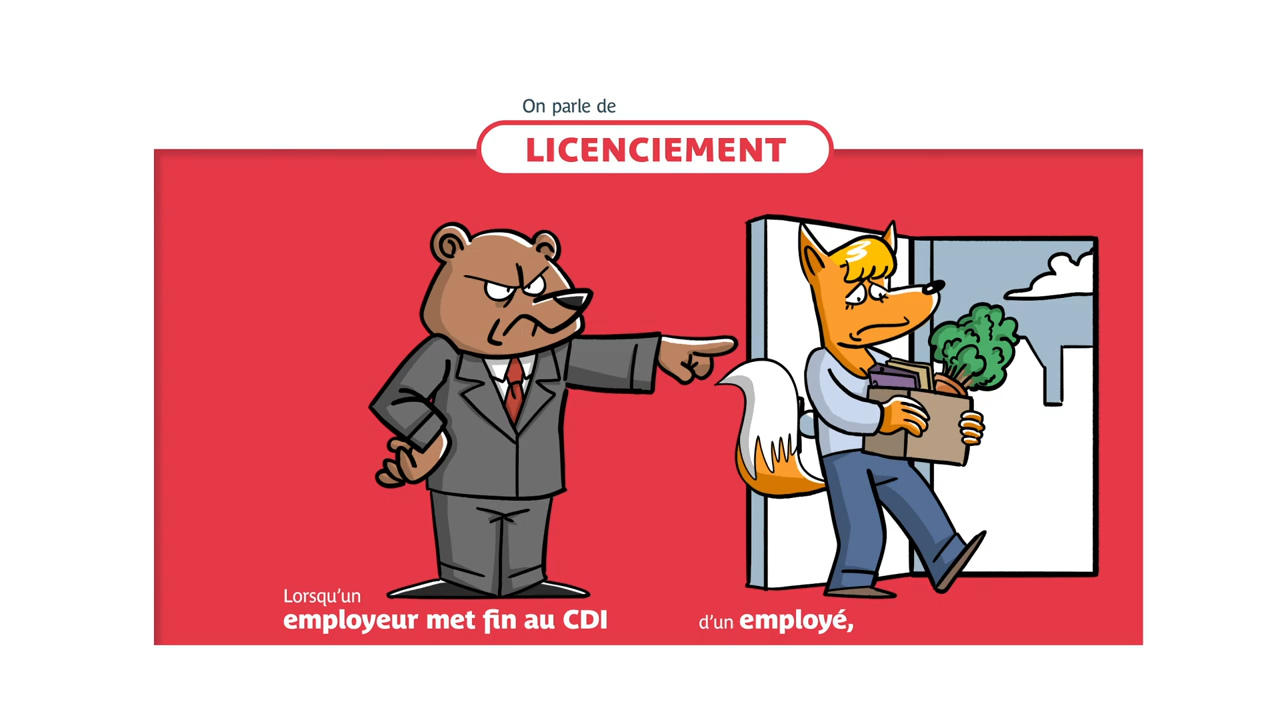 On parle de
LICENCIEMENT
Lorsqu'un
employeur met fin au CDI
d'un employé,